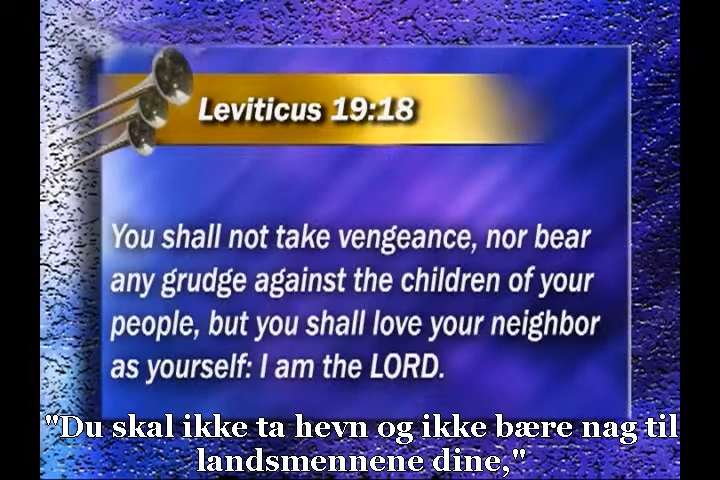 Leviticus 19:18
You shall not take vengeance, nor bear
any grudge against the children of your
people, but you shall love your neighbor
as yourself: I am the LORD.
"Du skal ikke ta hevn og ikke bære nag til
landsmennene dine,"